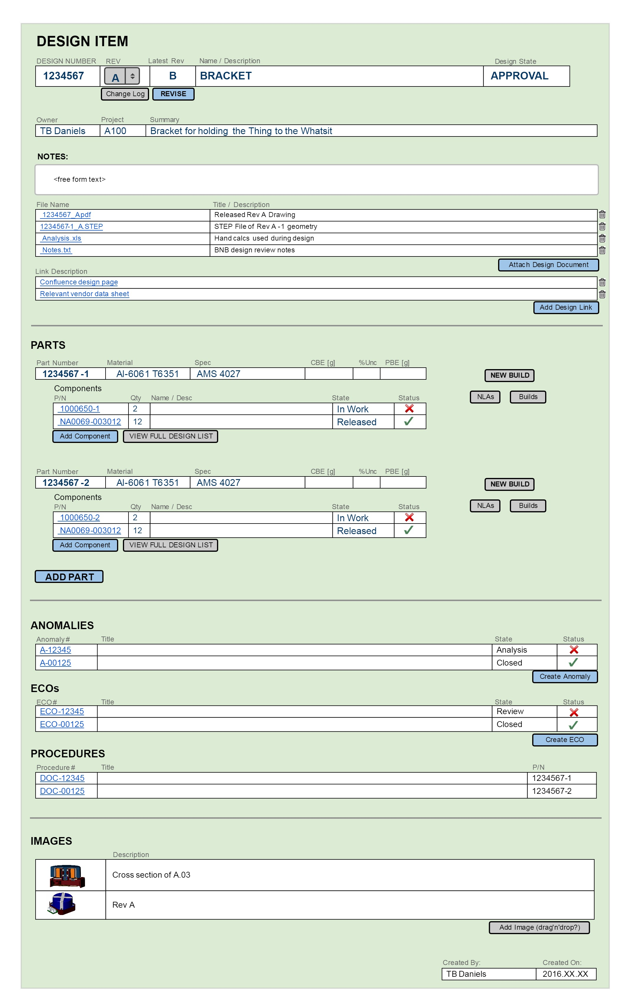 DESIGN ITEM
DESIGN NUMBER REV Latest Rev Name / Description Design State
1234567 A B BRACKET APPROVAL
Change Log REVISE
Owner Project Summary
TB Daniels A100 Bracket for holding the Thing to the Whatsit
NOTES:
<free form text>
File Name Title / Description
1234567_A.pdf Released Rev A Drawing
1234567-1_A.STEP STEP File of Rev A -1 geometry
Analysis.xls Hand calcs used during design
Notes.txt BNB design review notes
Attach Design Document
Link Description
Confluence design page
Relevant vendor data sheet
Add Design Link
PARTS
Part Number Material Spec CBE [g] %Unc PBE [g]
1234567 -1 Al-6061 T6351 AMS 4027
NEW BUILD
Components
P/N Qty Name / Desc State Status
NLAs Builds
1000650-1 2 In Work
NA0069-003012 12 Released
Add Component VIEW FULL DESIGN LIST
Part Number Material Spec CBE [g] %Unc PBE [g]
1234567 -2 Al-6061 T6351 AMS 4027
NEW BUILD
Components
P/N Qty Name / Desc State Status
NLAs Builds
1000650-2 2 In Work
NA0069-003012 12 Released
Add Component VIEW FULL DESIGN LIST
ADD PART
ANOMALIES
Anomaly # Title State Status
A-12345 Analysis
A-00125 Closed
Create Anomaly
ECOs
ECO # Title State Status
ECO-12345 Review
ECO-00125 Closed
Create ECO
PROCEDURES
Procedure # Title P/N
DOC-12345 1234567-1
DOC-00125 1234567-2
IMAGES
Description
Cross section of A.03
Rev A
Add Image (drag'n'drop?)
Created By: Created On:
TB Daniels 2016.XX.XX